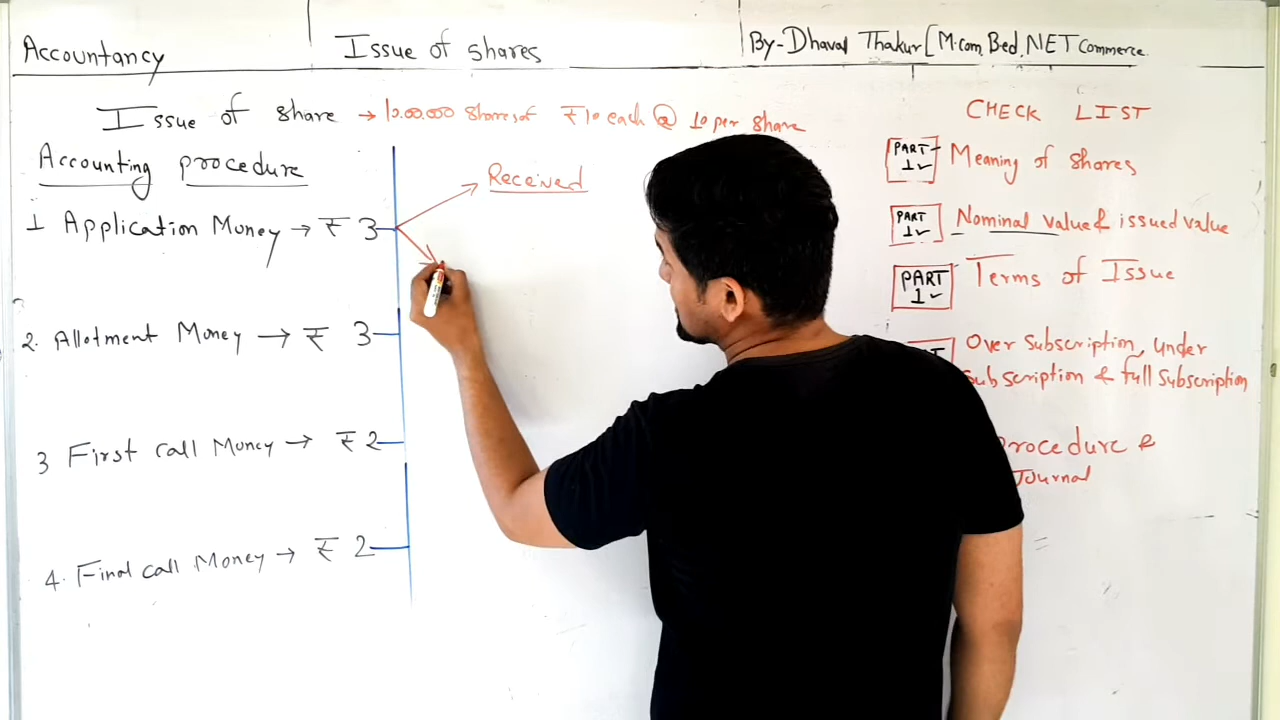 Accountancy
Issue of shares
By-Dhaval Thakur [M.com, B.ed, NET Commerce.
Issue of share → 10,00,000 shares of ₹10 each @ 10 per share
Accounting procedure
1 Application Money → ₹ 3
Received
2. Allotment Money → ₹ 3
3 First call Money → ₹ 2
4. Final call Money → ₹ 2
CHECK LIST
PART-1 ✓ Meaning of shares
PART 1 ✓ Nominal value & issued value
PART 1 ✓ Terms of Issue
Over Subscription, Under
Subscription & full Subscription
Procedure &
Journal